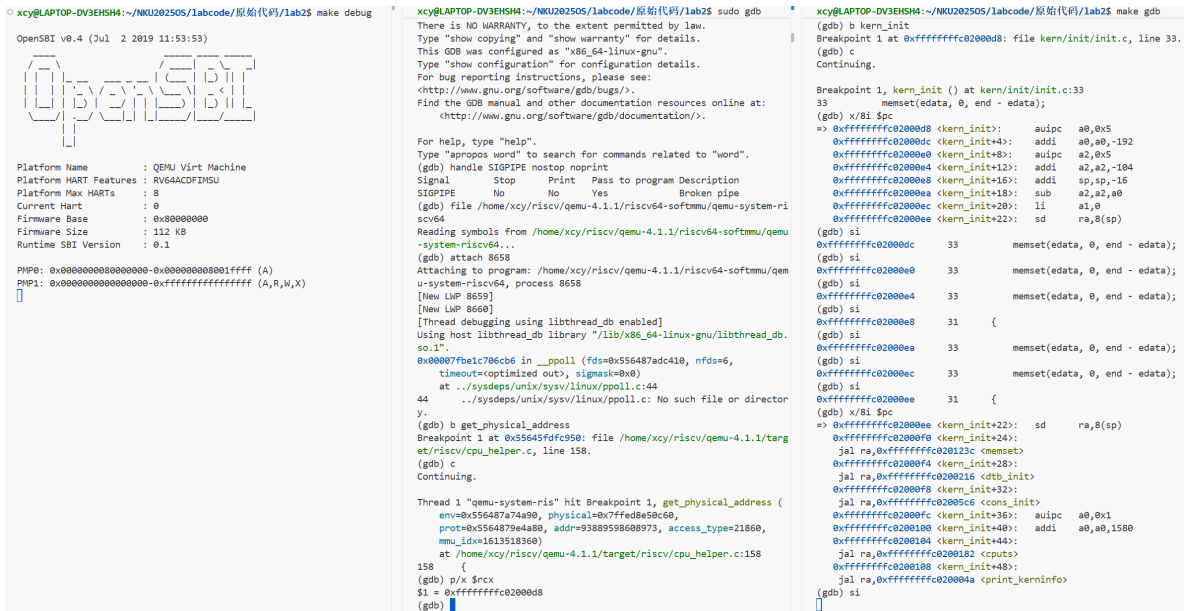 xcy@LAPTOP-DV3EHSH4:~/NKU2025OS/labcode/原始代码/lab2$ make debug

OpenSBI v0.4 (Jul  2 2019 11:53:53)
   ____                    _____ ____ _____
  / __ \                  / ____|  _ \_   _|
 | |  | |_ __   ___ _ __ | (___ | |_) || |
 | |  | | '_ \ / _ \ '_ \ \___ \|  _ < | |
 | |__| | |_) |  __/ | | |____) | |_) || |_
  \____/| .__/ \___|_| |_|_____/|____/_____|
        | |
        |_|

Platform Name          : QEMU Virt Machine
Platform HART Features : RV64ACDFIMSU
Platform Max HARTs     : 8
Current Hart           : 0
Firmware Base          : 0x80000000
Firmware Size          : 112 KB
Runtime SBI Version    : 0.1

PMP0: 0x0000000080000000-0x000000008001ffff (A)
PMP1: 0x0000000000000000-0xffffffffffffffff (A,R,W,X)

xcy@LAPTOP-DV3EHSH4:~/NKU2025OS/labcode/原始代码/lab2$ sudo gdb
There is NO WARRANTY, to the extent permitted by law.
Type "show copying" and "show warranty" for details.
This GDB was configured as "x86_64-linux-gnu".
Type "show configuration" for configuration details.
For bug reporting instructions, please see:
<http://www.gnu.org/software/gdb/bugs/>.
Find the GDB manual and other documentation resources online at:
    <http://www.gnu.org/software/gdb/documentation/>.

For help, type "help".
Type "apropos word" to search for commands related to "word".
(gdb) handle SIGPIPE nostop noprint
Signal        Stop      Print   Pass to program Description
SIGPIPE       No        No      Yes             Broken pipe
(gdb) file /home/xcy/riscv/qemu-4.1.1/riscv64-softmmu/qemu-system-ri
scv64
Reading symbols from /home/xcy/riscv/qemu-4.1.1/riscv64-softmmu/qemu
-system-riscv64...
(gdb) attach 8658
Attaching to program: /home/xcy/riscv/qemu-4.1.1/riscv64-softmmu/qem
u-system-riscv64, process 8658
[New LWP 8659]
[New LWP 8660]
[Thread debugging using libthread_db enabled]
Using host libthread_db library "/lib/x86_64-linux-gnu/libthread_db.
so.1".
0x00007fbe1c706cb6 in __ppoll (fds=0x556487adc410, nfds=6,
    timeout=<optimized out>, sigmask=0x0)
    at ../sysdeps/unix/sysv/linux/ppoll.c:44
44      ../sysdeps/unix/sysv/linux/ppoll.c: No such file or director
y.
(gdb) b get_physical_address
Breakpoint 1 at 0x55645fdfc950: file /home/xcy/riscv/qemu-4.1.1/targ
et/riscv/cpu_helper.c, line 158.
(gdb) c
Continuing.

Thread 1 "qemu-system-ris" hit Breakpoint 1, get_physical_address (
    env=0x556487a74a90, physical=0x7ffed8e50c60,
    prot=0x5564879e4a80, addr=93889598608973, access_type=21860,
    mmu_idx=1613518360)
    at /home/xcy/riscv/qemu-4.1.1/target/riscv/cpu_helper.c:158
158     {
(gdb) p/x $rcx
$1 = 0xffffffffc02000d8
(gdb)

xcy@LAPTOP-DV3EHSH4:~/NKU2025OS/labcode/原始代码/lab2$ make gdb
(gdb) b kern_init
Breakpoint 1 at 0xffffffffc02000d8: file kern/init/init.c, line 33.
(gdb) c
Continuing.

Breakpoint 1, kern_init () at kern/init/init.c:33
33          memset(edata, 0, end - edata);
(gdb) x/8i $pc
=> 0xffffffffc02000d8 <kern_init>:      auipc   a0,0x5
   0xffffffffc02000dc <kern_init+4>:    addi    a0,a0,-192
   0xffffffffc02000e0 <kern_init+8>:    auipc   a2,0x5
   0xffffffffc02000e4 <kern_init+12>:   addi    a2,a2,-104
   0xffffffffc02000e8 <kern_init+16>:   addi    sp,sp,-16
   0xffffffffc02000ea <kern_init+18>:   sub     a2,a2,a0
   0xffffffffc02000ec <kern_init+20>:   li      a1,0
   0xffffffffc02000ee <kern_init+22>:   sd      ra,8(sp)
(gdb) si
0xffffffffc02000dc      33          memset(edata, 0, end - edata);
(gdb) si
0xffffffffc02000e0      33          memset(edata, 0, end - edata);
(gdb) si
0xffffffffc02000e4      33          memset(edata, 0, end - edata);
(gdb) si
0xffffffffc02000e8      31      {
(gdb) si
0xffffffffc02000ea      33          memset(edata, 0, end - edata);
(gdb) si
0xffffffffc02000ec      33          memset(edata, 0, end - edata);
(gdb) si
0xffffffffc02000ee      31      {
(gdb) x/8i $pc
=> 0xffffffffc02000ee <kern_init+22>:   sd      ra,8(sp)
   0xffffffffc02000f0 <kern_init+24>:
    jal ra,0xffffffffc020123c <memset>
   0xffffffffc02000f4 <kern_init+28>:
    jal ra,0xffffffffc0200216 <dtb_init>
   0xffffffffc02000f8 <kern_init+32>:
    jal ra,0xffffffffc02005c6 <cons_init>
   0xffffffffc02000fc <kern_init+36>:   auipc   a0,0x1
   0xffffffffc0200100 <kern_init+40>:   addi    a0,a0,1580
   0xffffffffc0200104 <kern_init+44>:
    jal ra,0xffffffffc0200182 <cputs>
   0xffffffffc0200108 <kern_init+48>:
    jal ra,0xffffffffc020004a <print_kerninfo>
(gdb) si